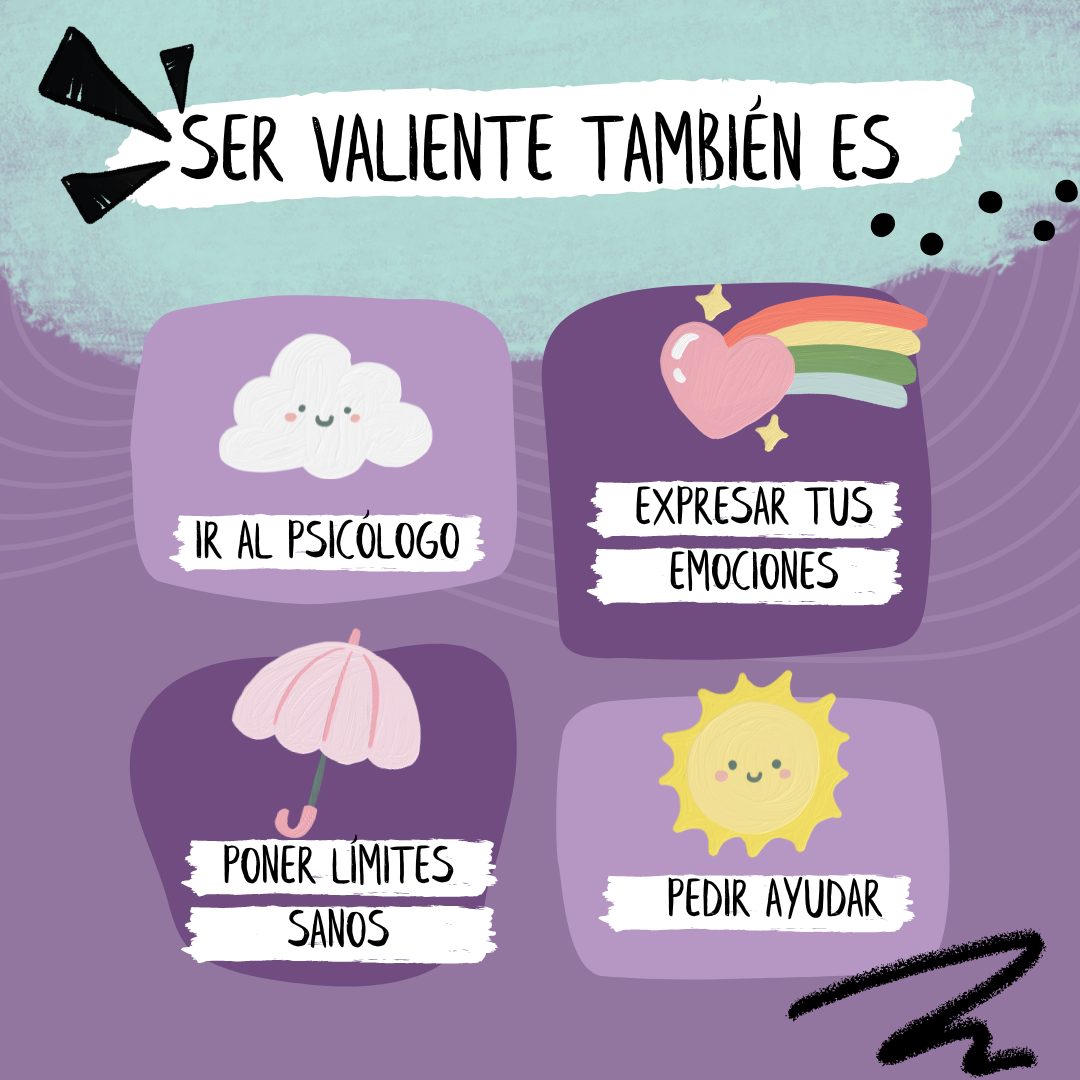 SER VALIENTE TAMBIÉN ES
IR AL PSICÓLOGO
EXPRESAR TUS
EMOCIONES
PONER LÍMITES
SANOS
PEDIR AYUDAR